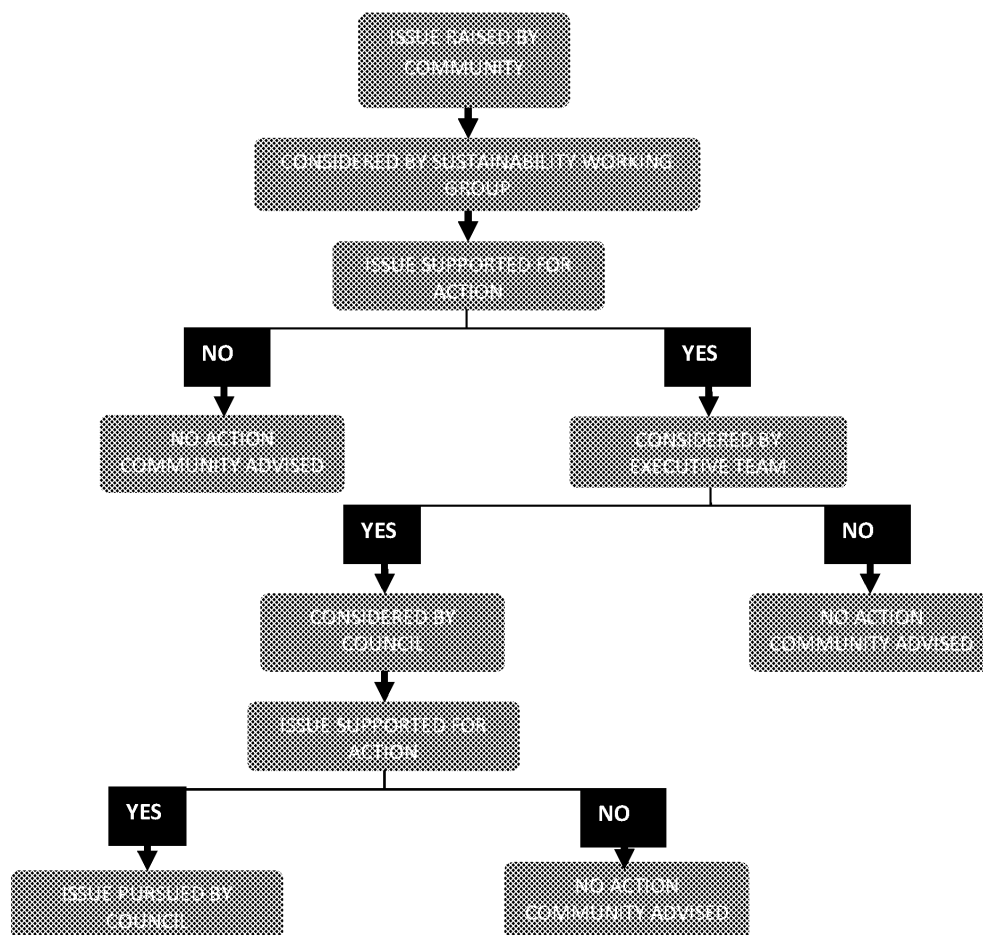 ISSUE RAISED BY
COMMUNITY
CONSIDERED BY SUSTAINABILITY WORKING
GROUP
ISSUE SUPPORTED FOR
ACTION
NO
YES
NO ACTION
COMMUNITY ADVISED
CONSIDERED BY
EXECUTIVE TEAM
YES
NO
CONSIDERED BY
COUNCIL
NO ACTION
COMMUNITY ADVISED
ISSUE SUPPORTED FOR
ACTION
YES
NO
ISSUE PURSUED BY
COUNCIL
NO ACTION
COMMUNITY ADVISED